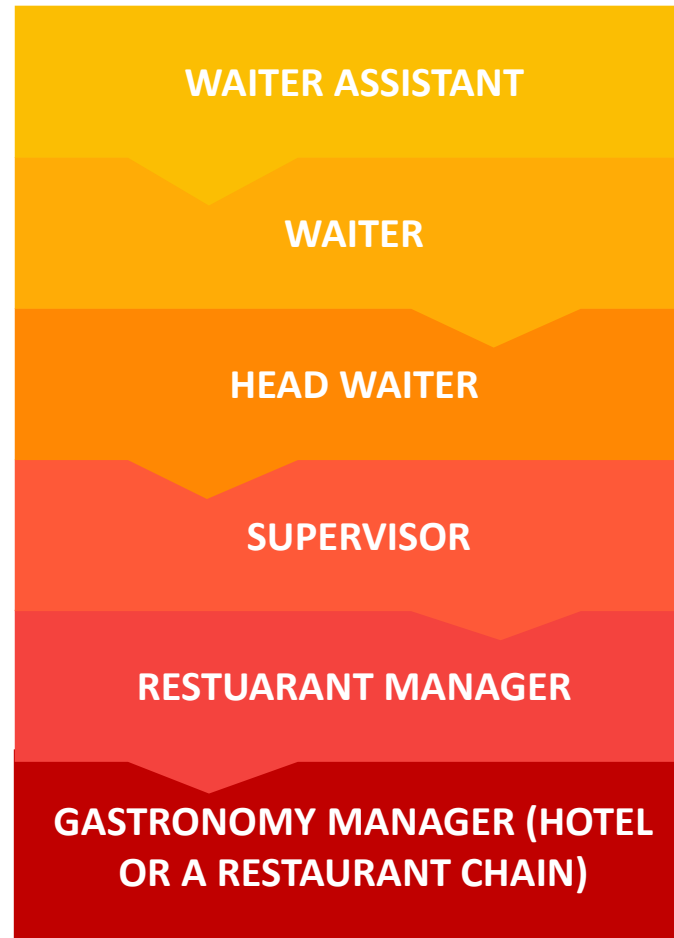 WAITER ASSISTANT
WAITER
HEAD WAITER
SUPERVISOR
RESTUARANT MANAGER
GASTRONOMY MANAGER (HOTEL
OR A RESTAURANT CHAIN)